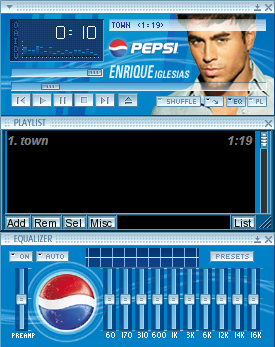 0:10
TOWN <1:19>
PEPSI
ENRIQUE IGLESIAS
SHUFFLE EQ PL
PLAYLIST
1. town 1:19
Add Rem Sel Misc List
EQUALIZER
ON AUTO PRESETS
PREAMP 60 170 310 600 1K 3K 6K 12K 14K 16K